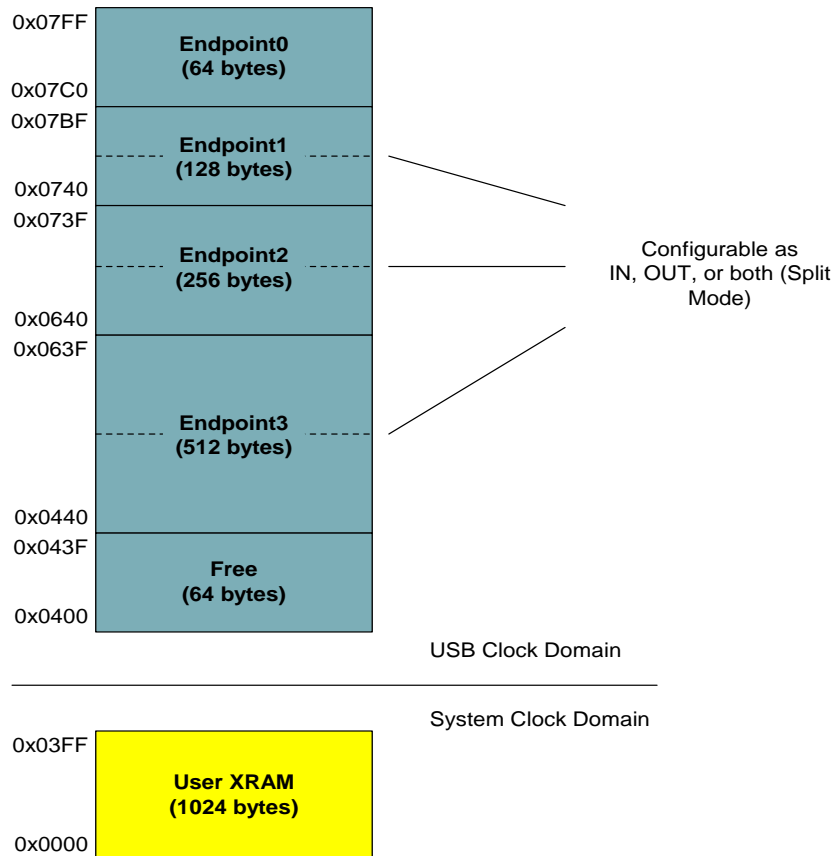 0x07FF
Endpoint0
(64 bytes)
0x07C0
0x07BF
Endpoint1
(128 bytes)
0x0740
0x073F
Endpoint2
(256 bytes)
0x0640
0x063F
Endpoint3
(512 bytes)
0x0440
0x043F
Free
(64 bytes)
0x0400
Configurable as
IN, OUT, or both (Split
Mode)
USB Clock Domain
System Clock Domain
0x03FF
User XRAM
(1024 bytes)
0x0000